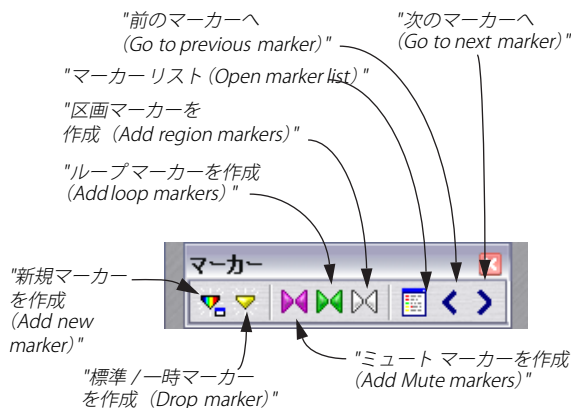 "前のマーカーへ
(Go to previous marker)"
"次のマーカーへ
(Go to next marker)"
"マーカー リスト (Open marker list)"
"区画マーカーを
作成（Add region markers）"
"ループ マーカーを作成
(Add loop markers) "
マーカー
"新規マーカー
を作成
(Add new
marker)"
"標準 / 一時マーカー
を作成（Drop marker）"
"ミュート マーカーを作成
（Add Mute markers）"